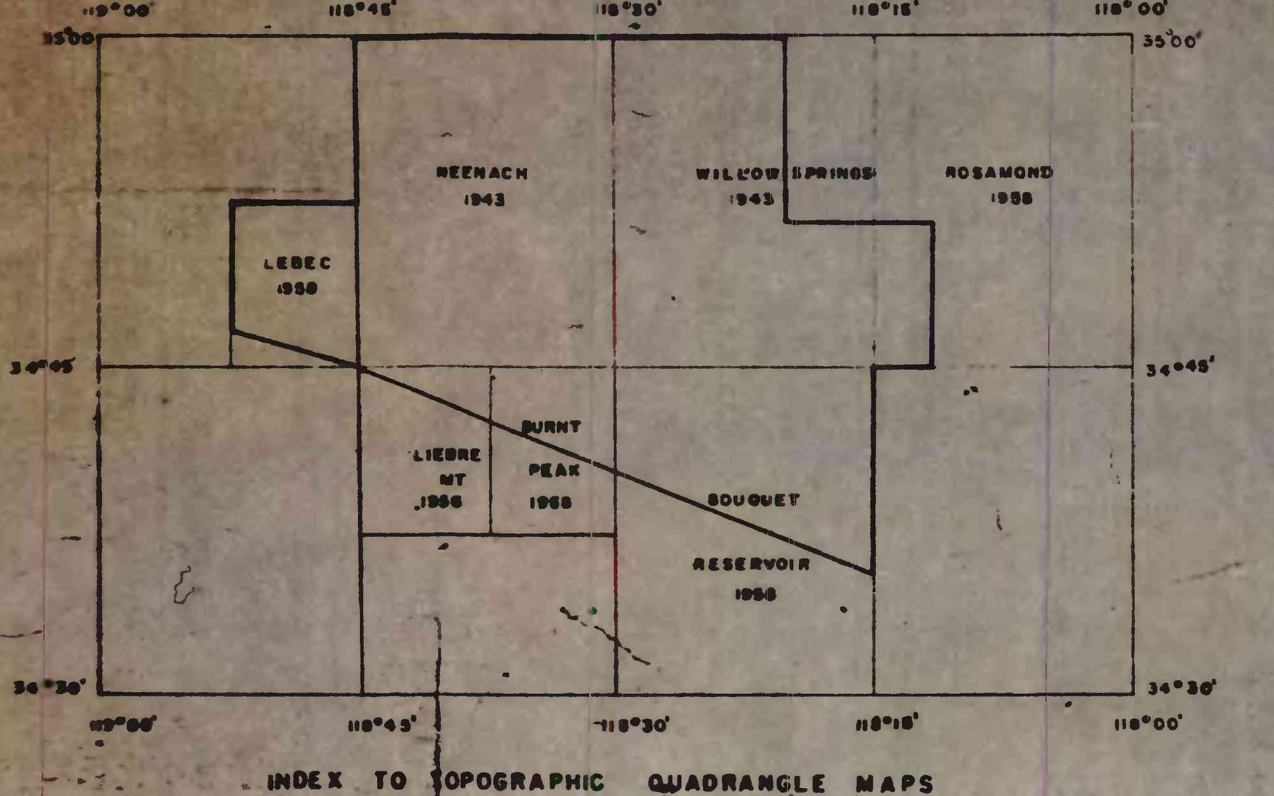 119°00' 118°45' 118°30' 118°15' 118°00'
35°00' 35°00'
NEENACH WILLOW SPRINGS ROSAMOND
1943 1943 1958
LEBEC
1958
34°45' 34°45'
BURNT
LIEBRE
PEAK
MT
1958
BOUQUET
RESERVOIR
1958
34°30' 34°30'
119°00' 118°45' 118°30' 118°15' 118°00'
INDEX TO TOPOGRAPHIC QUADRANGLE MAPS